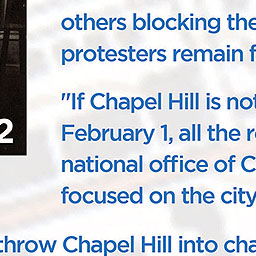 others blocking the
protesters remain
"If Chapel Hill is not
February 1, all the
national office of
focused on the city
2
throw Chapel Hill into